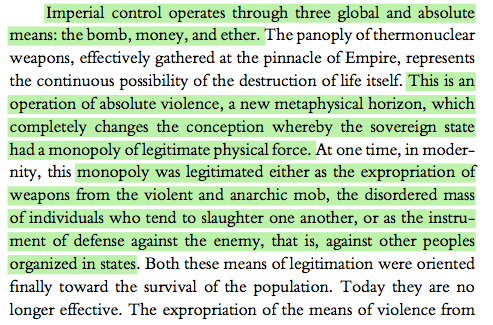 Imperial control operates through three global and absolute
means: the bomb, money, and ether. The panoply of thermonuclear
weapons, effectively gathered at the pinnacle of Empire, represents
the continuous possibility of the destruction of life itself. This is an
operation of absolute violence, a new metaphysical horizon, which
completely changes the conception whereby the sovereign state
had a monopoly of legitimate physical force. At one time, in moder-
nity, this monopoly was legitimated either as the expropriation of
weapons from the violent and anarchic mob, the disordered mass
of individuals who tend to slaughter one another, or as the instru-
ment of defense against the enemy, that is, against other peoples
organized in states. Both these means of legitimation were oriented
finally toward the survival of the population. Today they are no
longer effective. The expropriation of the means of violence from